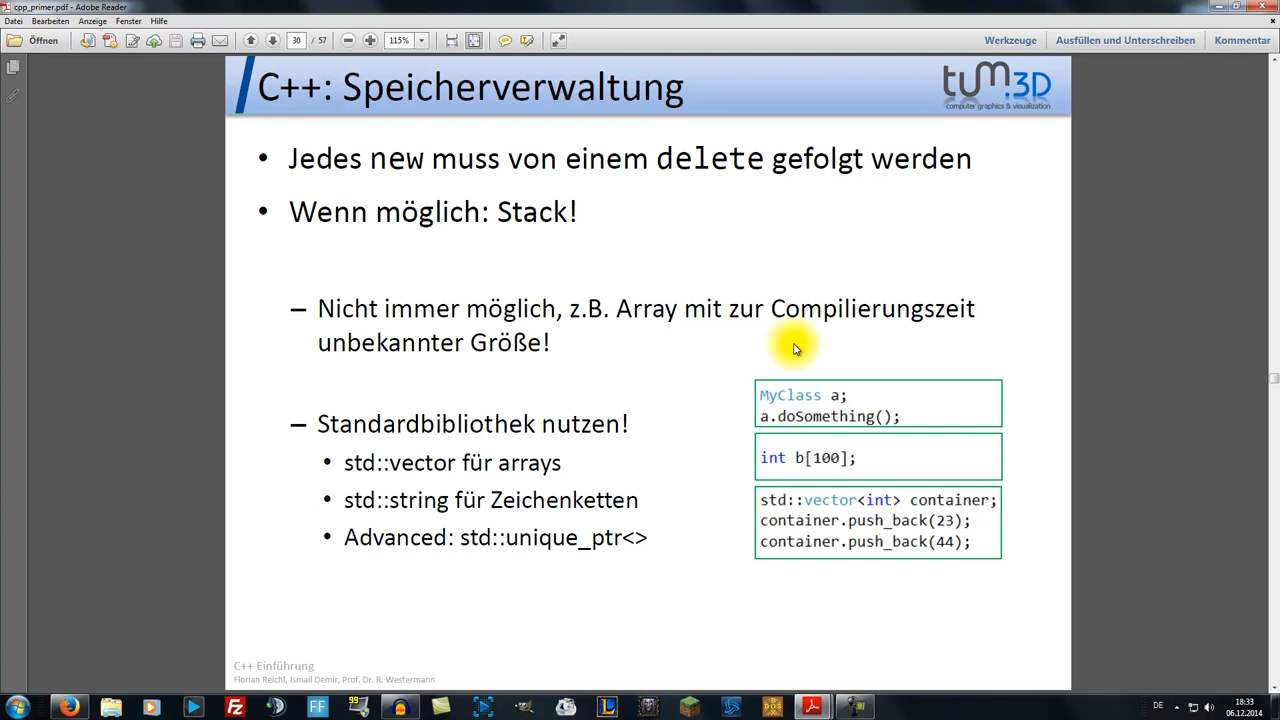 cpp_primer.pdf - Adobe Reader
Datei Bearbeiten Anzeige Fenster Hilfe
Öffnen 30 / 57 115% Werkzeuge Ausfüllen und Unterschreiben Kommentar
C++: Speicherverwaltung
tum.3D
computer graphics & visualization
• Jedes new muss von einem delete gefolgt werden
• Wenn möglich: Stack!
– Nicht immer möglich, z.B. Array mit zur Compilierungszeit
unbekannter Größe!
MyClass a;
a.doSomething();
– Standardbibliothek nutzen!
• std::vector für arrays
int b[100];
• std::string für Zeichenketten
• Advanced: std::unique_ptr<>
std::vector<int> container;
container.push_back(23);
container.push_back(44);
C++ Einführung
Florian Reichl, Ismail Demir, Prof. Dr. R. Westermann
FF
99
DE
18:33
06.12.2014